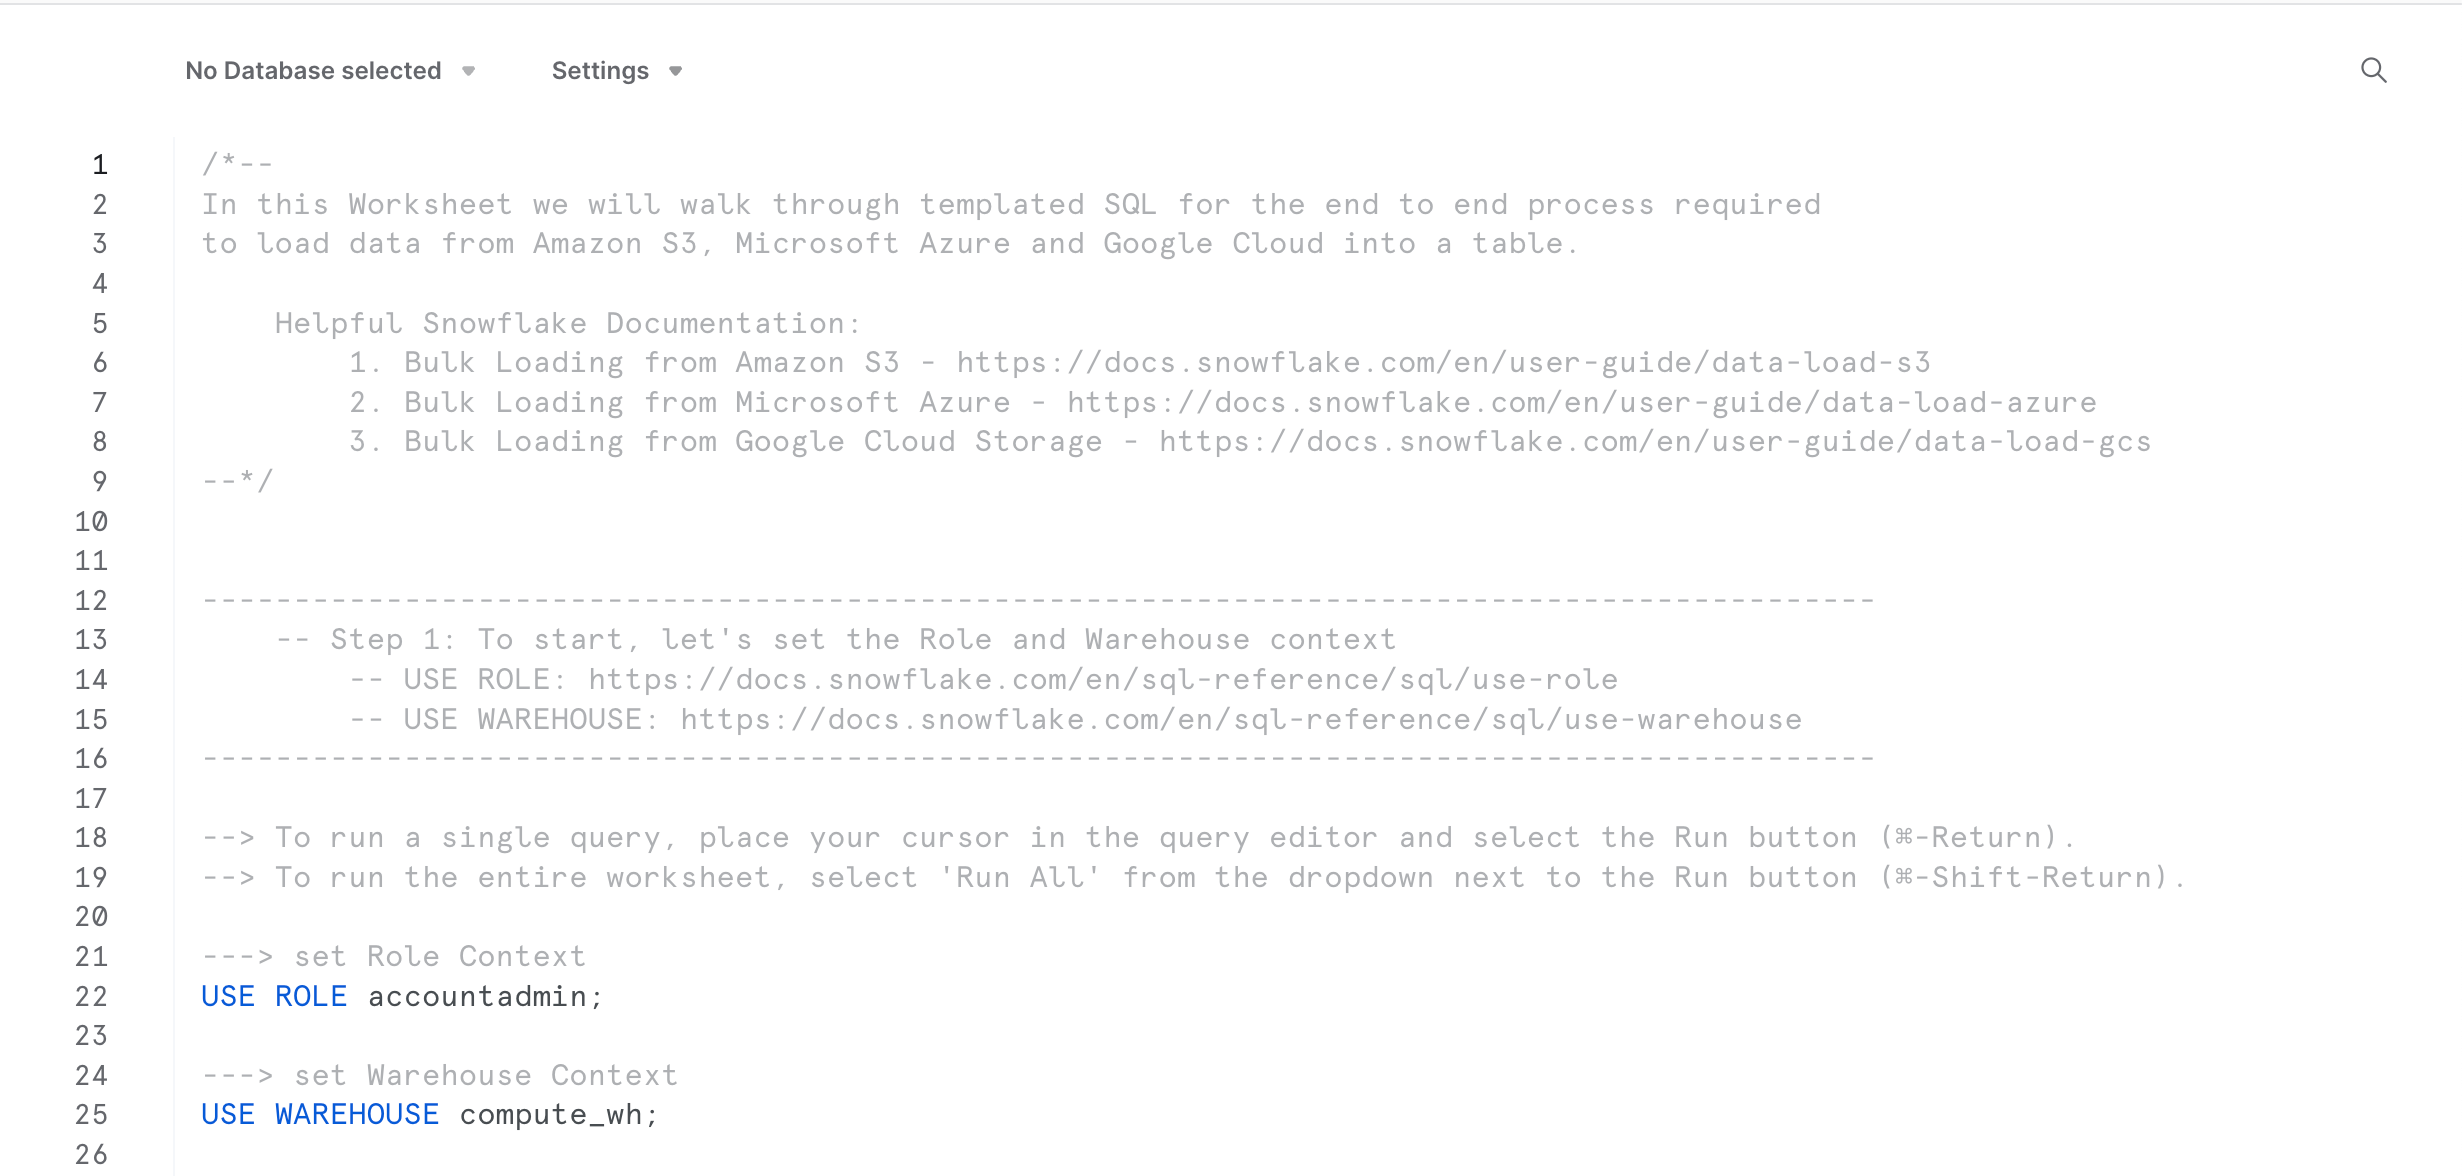 No Database selected Settings
1 /*--
2 In this Worksheet we will walk through templated SQL for the end to end process required
3 to load data from Amazon S3, Microsoft Azure and Google Cloud into a table.
4
5     Helpful Snowflake Documentation:
6         1. Bulk Loading from Amazon S3 - https://docs.snowflake.com/en/user-guide/data-load-s3
7         2. Bulk Loading from Microsoft Azure - https://docs.snowflake.com/en/user-guide/data-load-azure
8         3. Bulk Loading from Google Cloud Storage - https://docs.snowflake.com/en/user-guide/data-load-gcs
9 --*/
10
11
12 -------------------------------------------------------------------------------------------
13     -- Step 1: To start, let's set the Role and Warehouse context
14         -- USE ROLE: https://docs.snowflake.com/en/sql-reference/sql/use-role
15         -- USE WAREHOUSE: https://docs.snowflake.com/en/sql-reference/sql/use-warehouse
16 -------------------------------------------------------------------------------------------
17
18 --> To run a single query, place your cursor in the query editor and select the Run button (⌘-Return).
19 --> To run the entire worksheet, select 'Run All' from the dropdown next to the Run button (⌘-Shift-Return).
20
21 ---> set Role Context
22 USE ROLE accountadmin;
23
24 ---> set Warehouse Context
25 USE WAREHOUSE compute_wh;
26